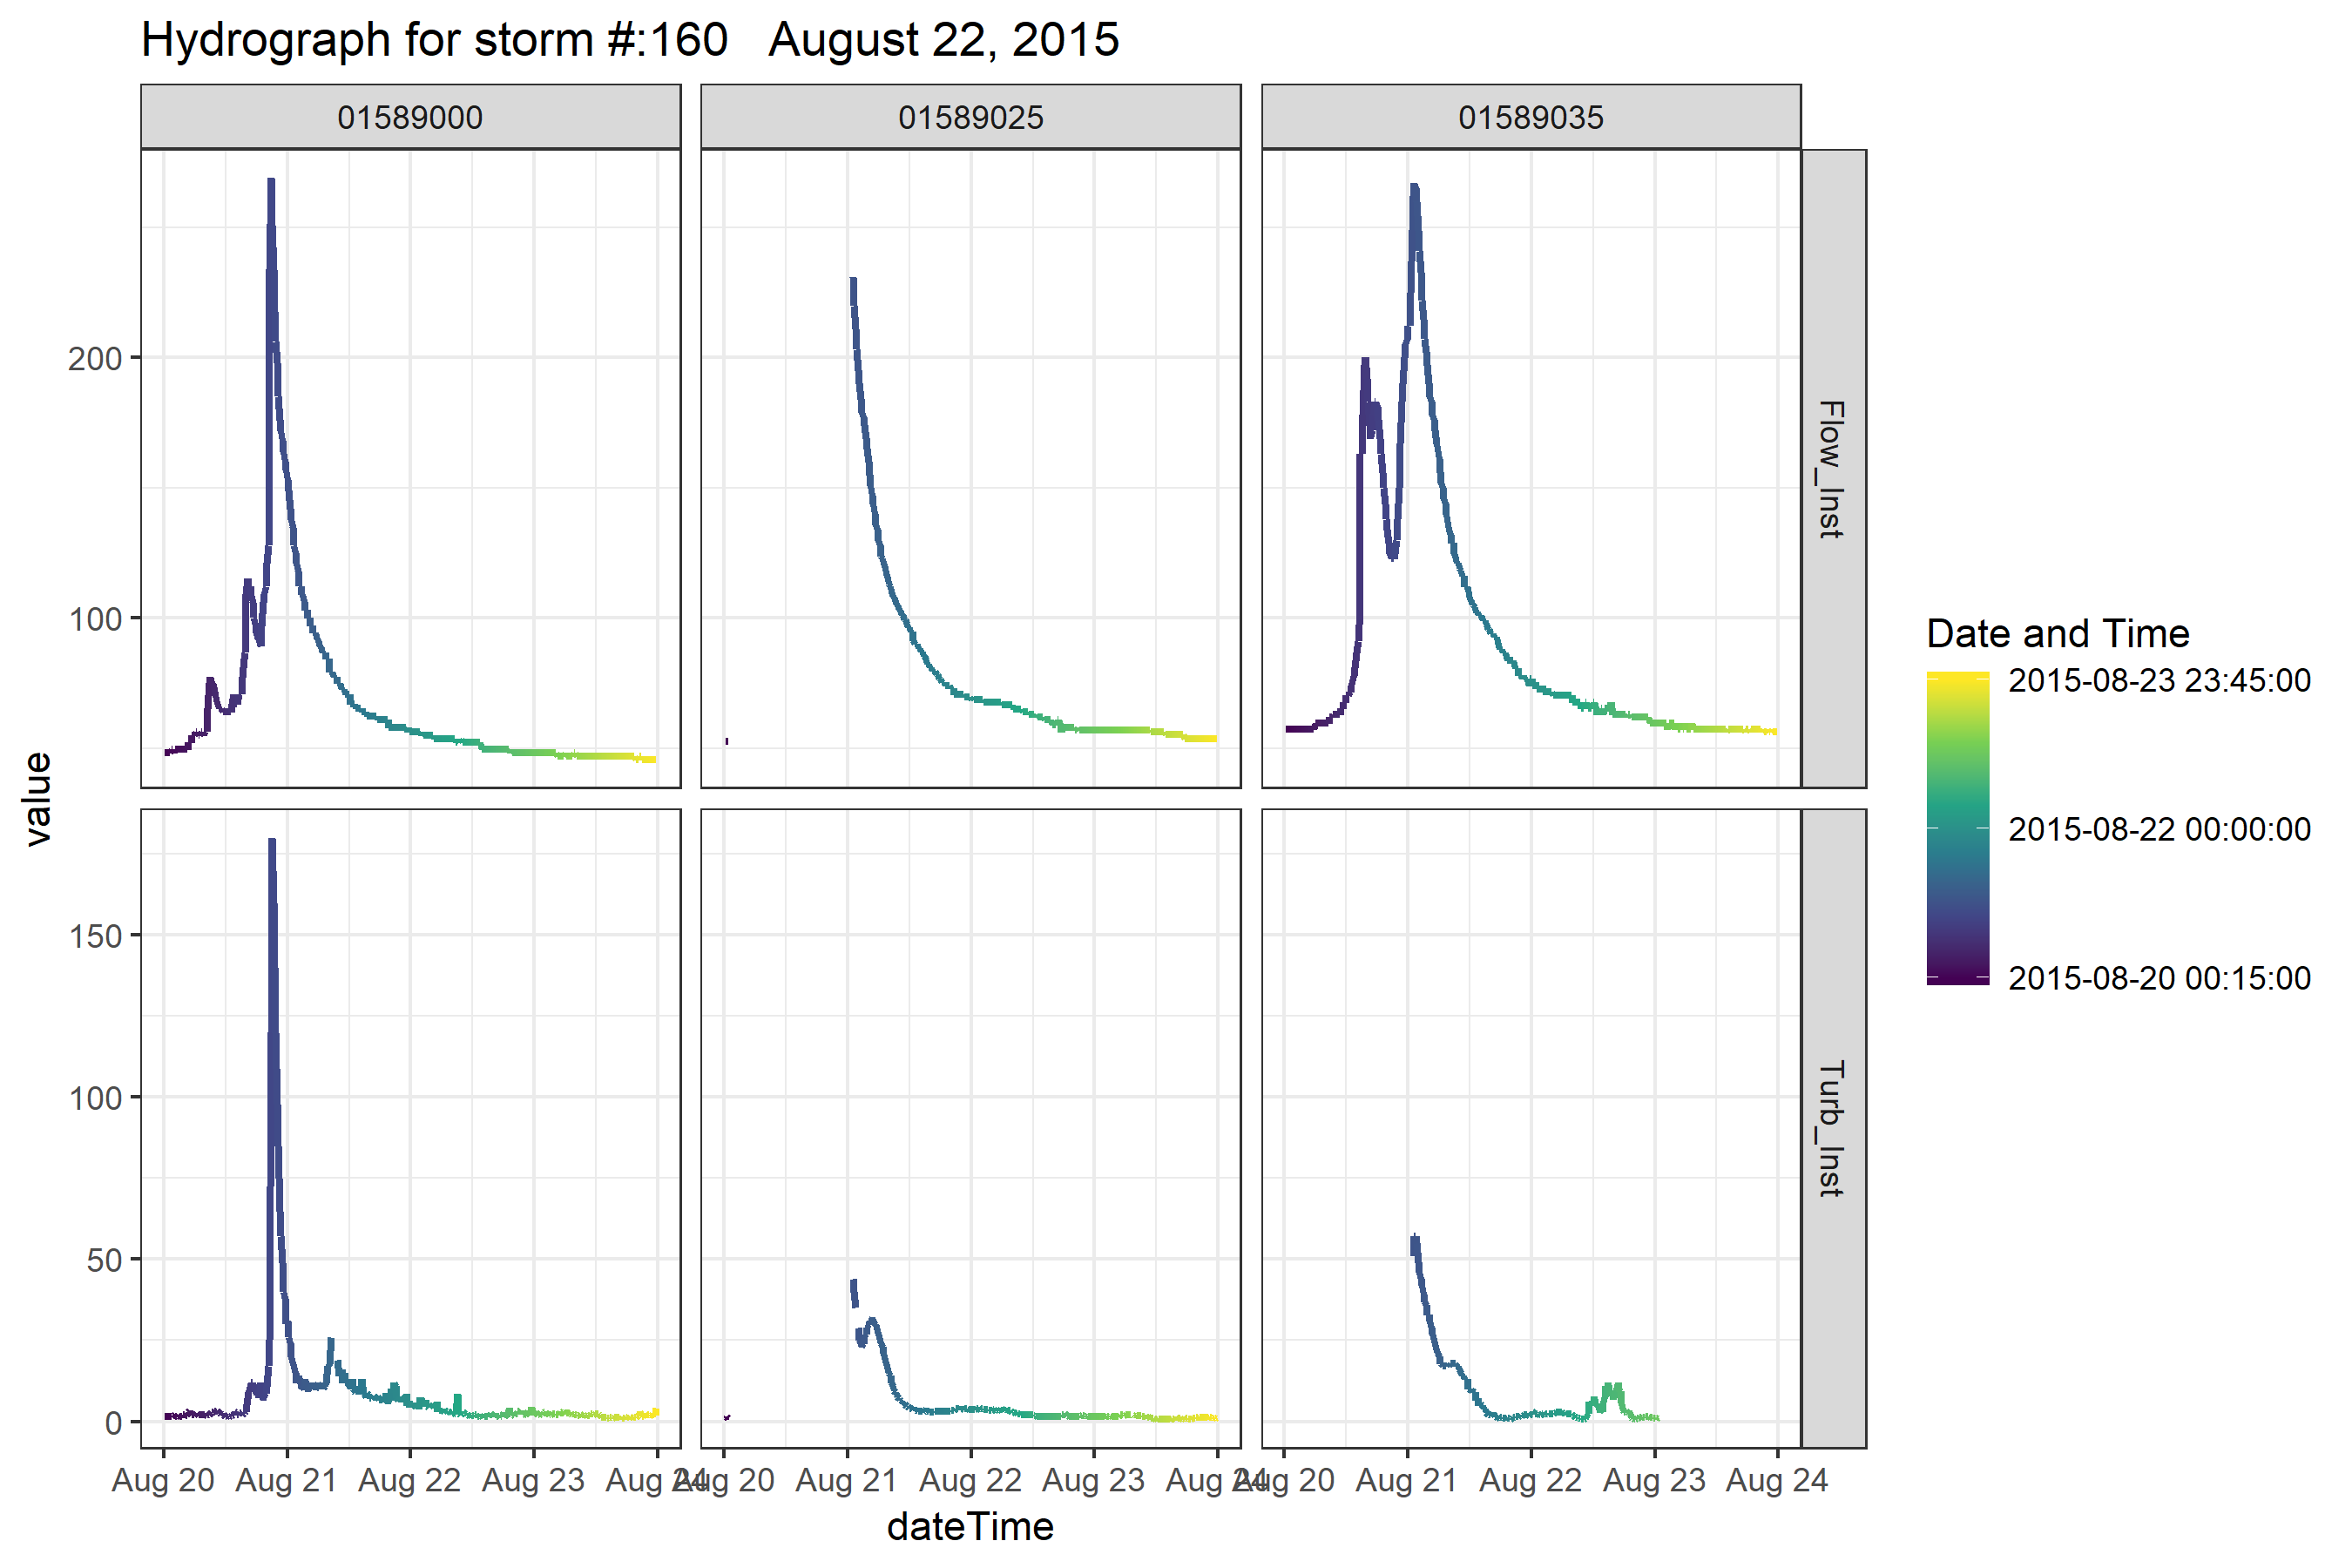 Hydrograph for storm #:160   August 22, 2015
01589000 01589025 01589035
Flow_Inst
200
100
value
Turb_Inst
150
100
50
0
Aug 20 Aug 21 Aug 22 Aug 23 Aug 24 Aug 20 Aug 21 Aug 22 Aug 23 Aug 24 Aug 20 Aug 21 Aug 22 Aug 23 Aug 24
dateTime
Date and Time
2015-08-23 23:45:00
2015-08-22 00:00:00
2015-08-20 00:15:00